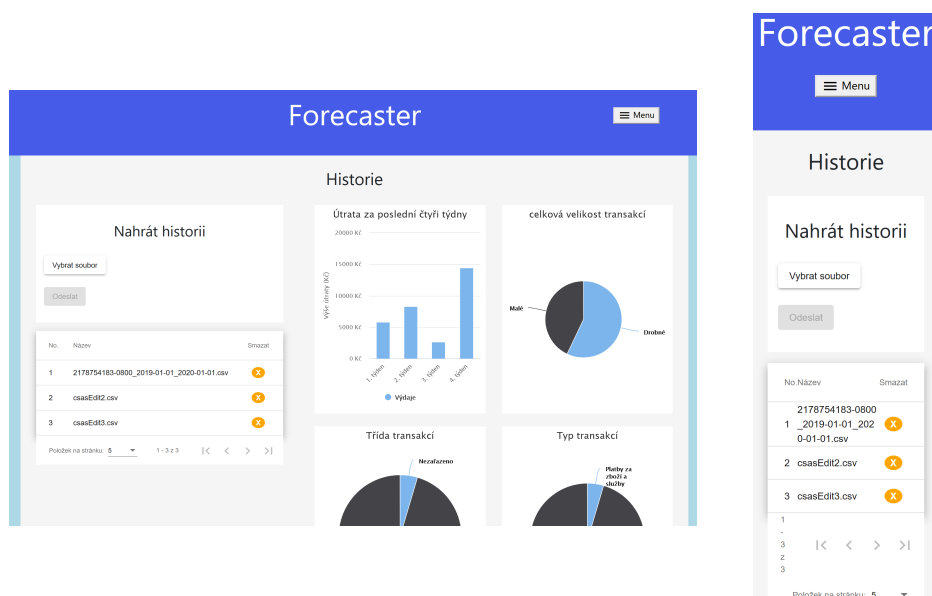 Forecaster
Menu
Historie
Nahrát historii
Vybrat soubor
Odeslat
No. Název Smazat
1 2178754183-0800_2019-01-01_2020-01-01.csv X
2 csasEdit2.csv X
3 csasEdit3.csv X
Položek na stránku: 5 1 - 3 z 3
Útrata za poslední čtyři týdny
20000 Kč
15000 Kč
10000 Kč
5000 Kč
0 Kč
Výše útraty (Kč)
1. týden
2. týden
3. týden
4. týden
Výdaje
celková velikost transakcí
Malé
Drobné
Třída transakcí
Nezařazeno
Typ transakcí
Platby za
zboží a
služby
Forecaster
Menu
Historie
Nahrát historii
Vybrat soubor
Odeslat
No. Název Smazat
2178754183-0800
1 _2019-01-01_202 X
0-01-01.csv
2 csasEdit2.csv X
3 csasEdit3.csv X
1
-
3
z
3
Položek na stránku: 5